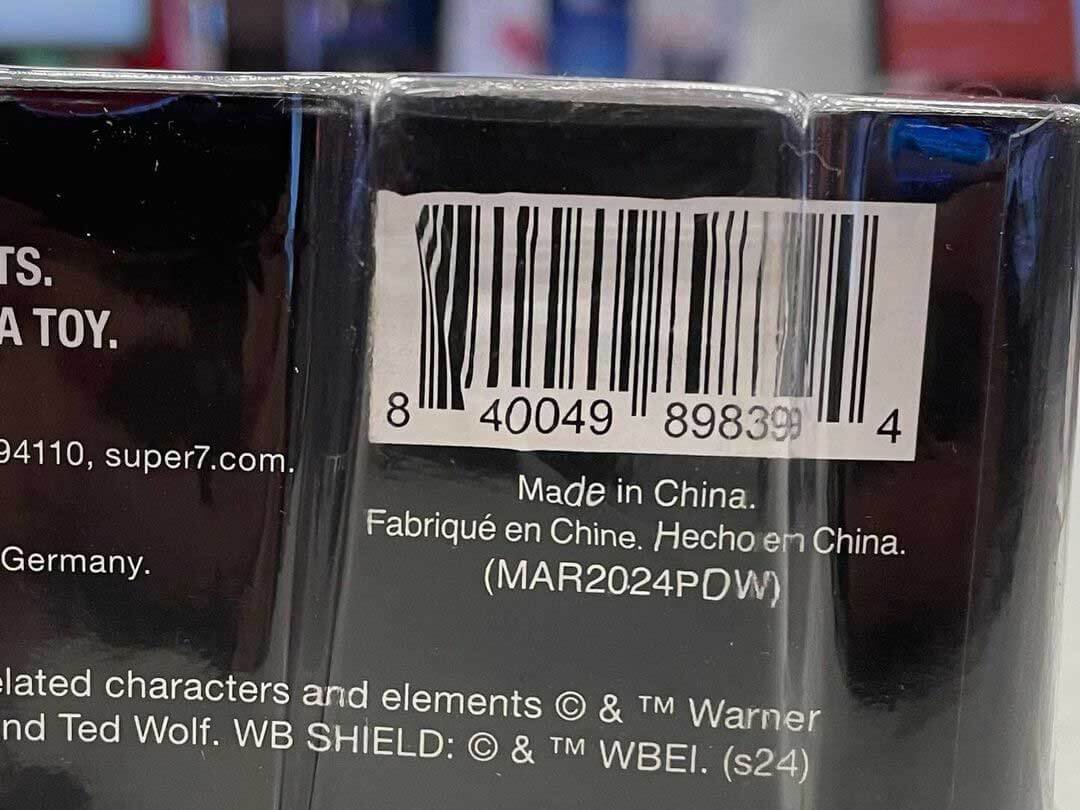 TS.
A TOY.
8 40049 89839 4
94110, super7.com.
Made in China.
Fabriqué en Chine. Hecho en China.
Germany.
(MAR2024PDW)
elated characters and elements © & ™ Warner
nd Ted Wolf. WB SHIELD: © & ™ WBEI. (s24)